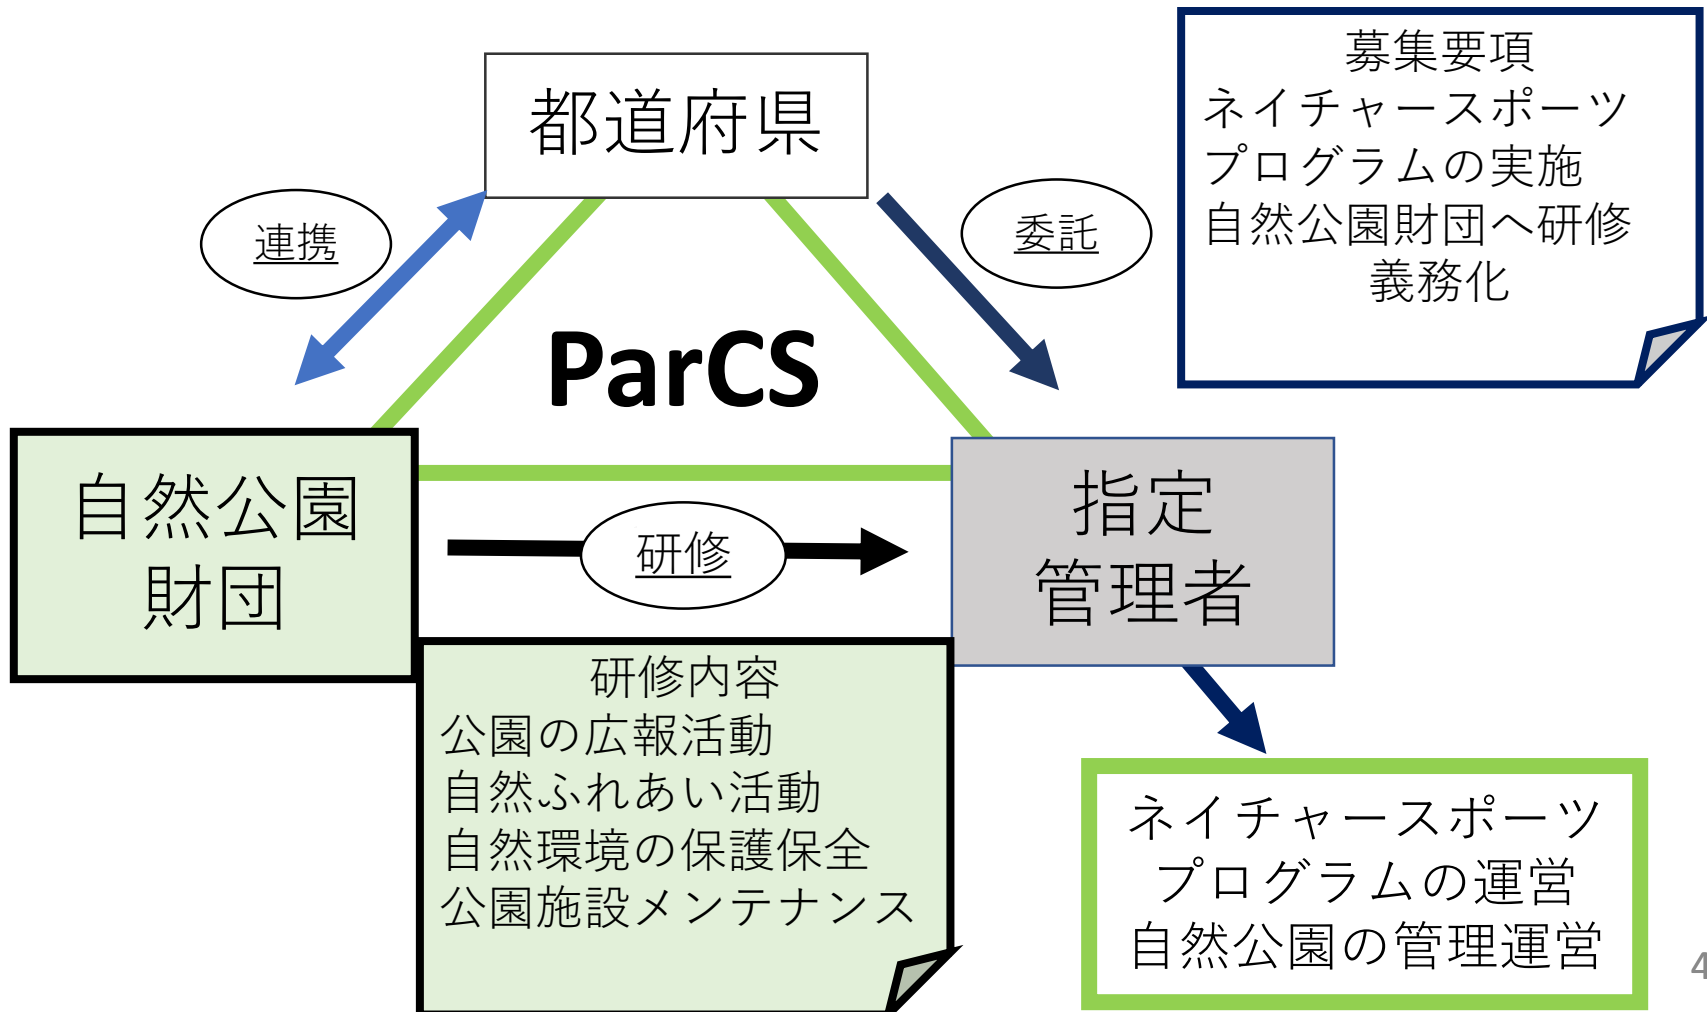 都道府県
募集要項
ネイチャースポーツ
プログラムの実施
自然公園財団へ研修
義務化
連携
委託
ParCS
自然公園
財団
研修
指定
管理者
研修内容
公園の広報活動
自然ふれあい活動
自然環境の保護保全
公園施設メンテナンス
ネイチャースポーツ
プログラムの運営
自然公園の管理運営